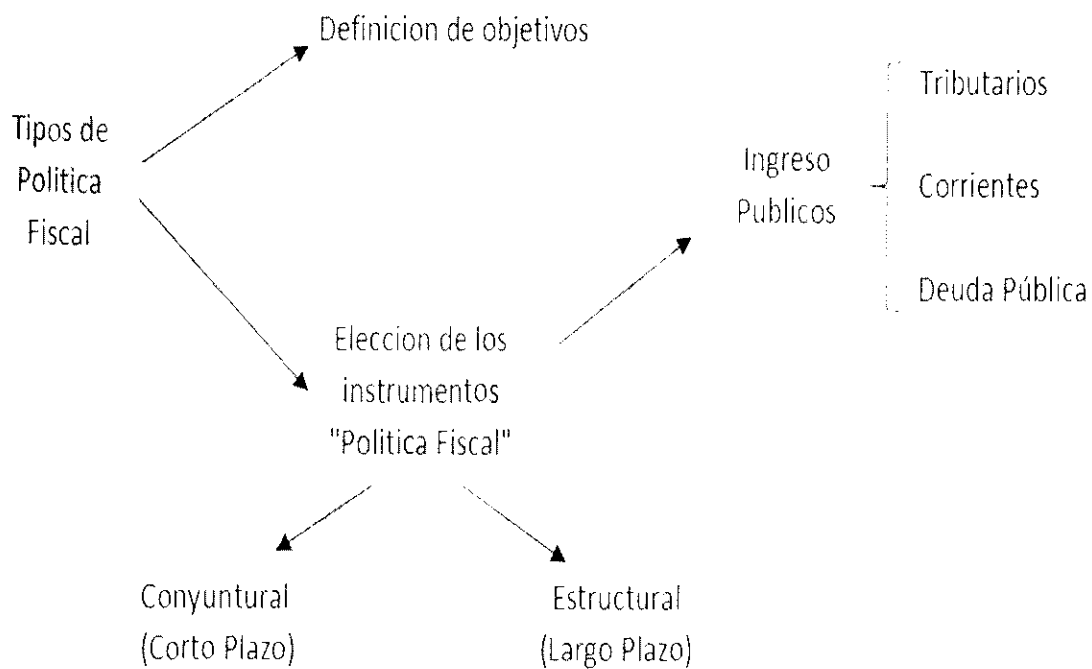 Definicion de objetivos
Tipos de
Politica
Fiscal
Ingreso
Publicos
Tributarios
Corrientes
Deuda Pública
Eleccion de los
instrumentos
"Politica Fiscal"
Conyuntural
(Corto Plazo)
Estructural
(Largo Plazo)